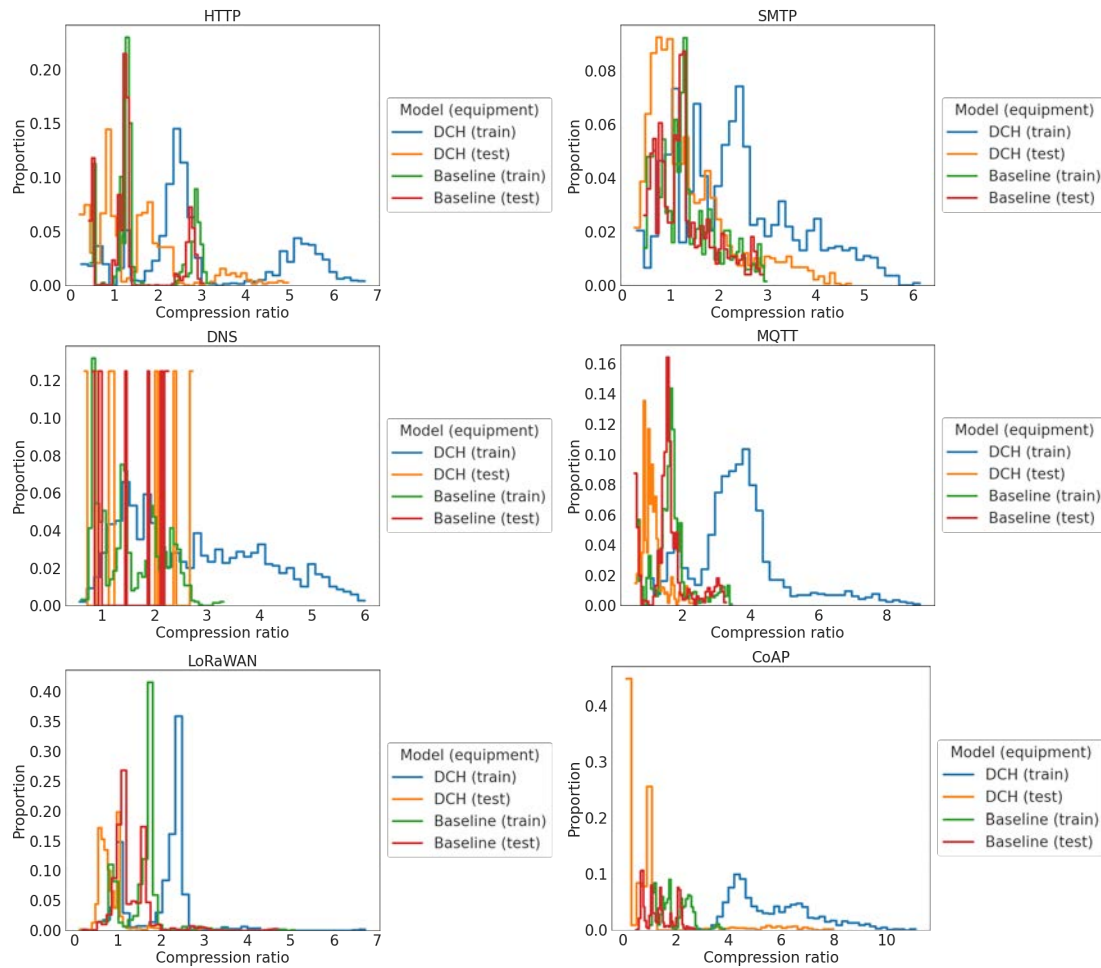 HTTP
Proportion
0.20
0.15
0.10
0.05
0.00
0 1 2 3 4 5 6 7
Compression ratio
Model (equipment)
DCH (train)
DCH (test)
Baseline (train)
Baseline (test)
SMTP
Proportion
0.08
0.06
0.04
0.02
0.00
0 1 2 3 4 5 6
Compression ratio
Model (equipment)
DCH (train)
DCH (test)
Baseline (train)
Baseline (test)
DNS
Proportion
0.12
0.10
0.08
0.06
0.04
0.02
0.00
1 2 3 4 5 6
Compression ratio
Model (equipment)
DCH (train)
DCH (test)
Baseline (train)
Baseline (test)
MQTT
Proportion
0.16
0.14
0.12
0.10
0.08
0.06
0.04
0.02
0.00
2 4 6 8
Compression ratio
Model (equipment)
DCH (train)
DCH (test)
Baseline (train)
Baseline (test)
LoRaWAN
Proportion
0.40
0.35
0.30
0.25
0.20
0.15
0.10
0.05
0.00
0 1 2 3 4 5 6 7
Compression ratio
Model (equipment)
DCH (train)
DCH (test)
Baseline (train)
Baseline (test)
CoAP
Proportion
0.4
0.3
0.2
0.1
0.0
0 2 4 6 8 10
Compression ratio
Model (equipment)
DCH (train)
DCH (test)
Baseline (train)
Baseline (test)